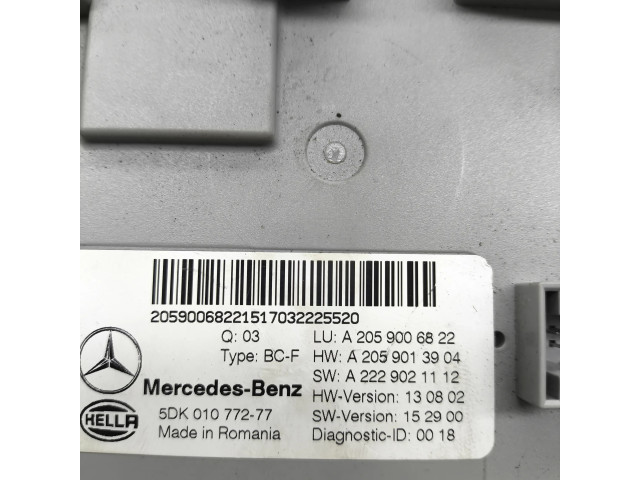 20590068221517032225520
Q: 03 LU: A 205 900 68 22
Type: BC-F HW: A 205 901 39 04
SW: A 222 902 11 12
Mercedes-Benz HW-Version: 13 08 02
HELLA 5DK 010 772-77 SW-Version: 15 29 00
Made in Romania Diagnostic-ID: 00 18